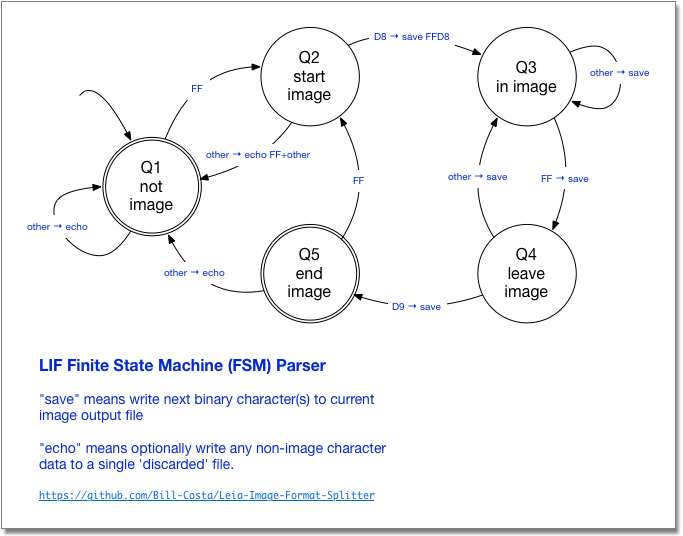 Q2
start
image
D8 → save FFD8
Q3
in image
other → save
FF
other → echo FF+other
Q1
not
image
other → echo
FF
other → save
FF → save
other → echo
Q5
end
image
D9 → save
Q4
leave
image
LIF Finite State Machine (FSM) Parser
"save" means write next binary character(s) to current
image output file
"echo" means optionally write any non-image character
data to a single 'discarded' file.
https://github.com/Bill-Costa/Leia-Image-Format-Splitter